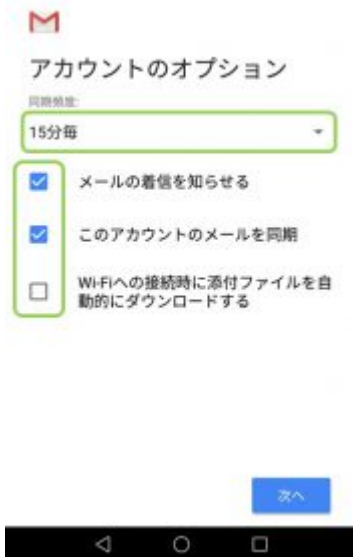 アカウントのオプション
同期頻度:
15分毎
メールの着信を知らせる
このアカウントのメールを同期
Wi-Fiへの接続時に添付ファイルを自
動的にダウンロードする
次へ